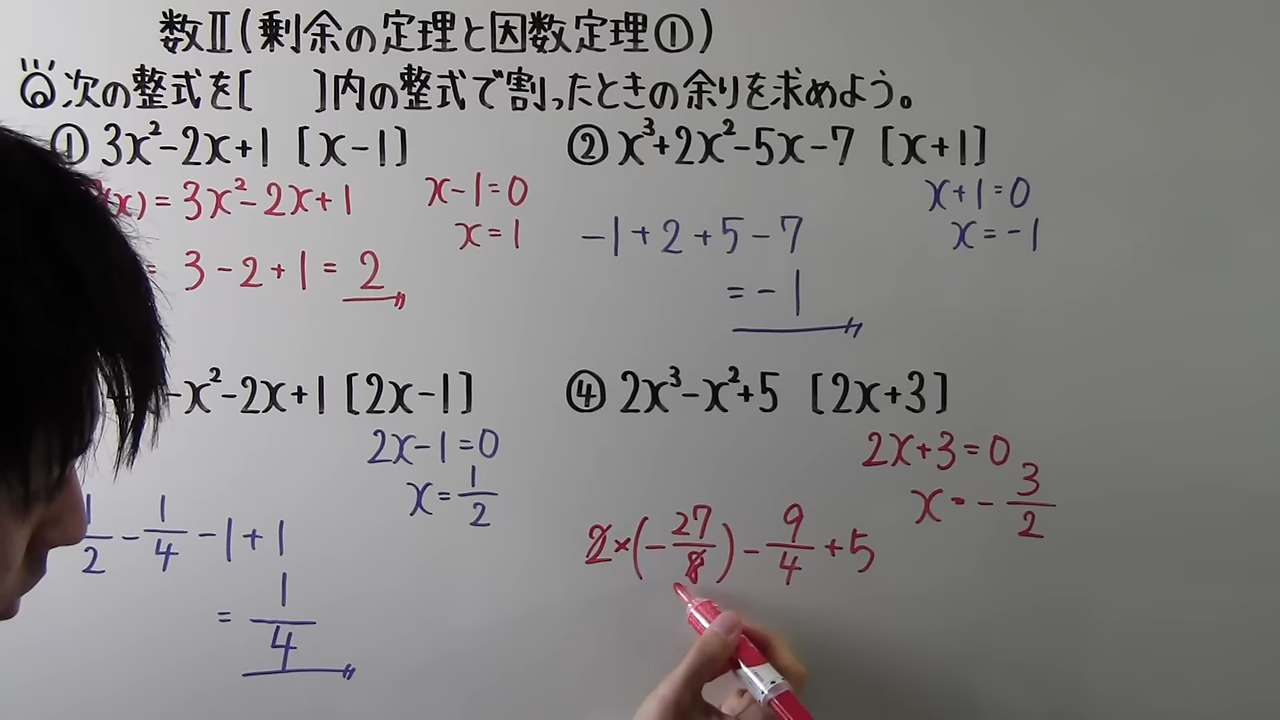 数Ⅱ(剰余の定理と因数定理①)
◎次の整式を[ ]内の整式で割ったときの余りを求めよう。
① 3x²-2x+1 [x-1]
(x) = 3x²-2x+1
x-1=0
x=1
= 3-2+1 = 2
② x³+2x²-5x-7 [x+1]
x+1=0
x=-1
-1+2+5-7
=-1
-x²-2x+1 [2x-1]
2x-1=0
x=1/2
1/2-1/4-1+1
=1/4
④ 2x³-x²+5 [2x+3]
2x+3=0
x=-3/2
2×(-27/8)-9/4+5